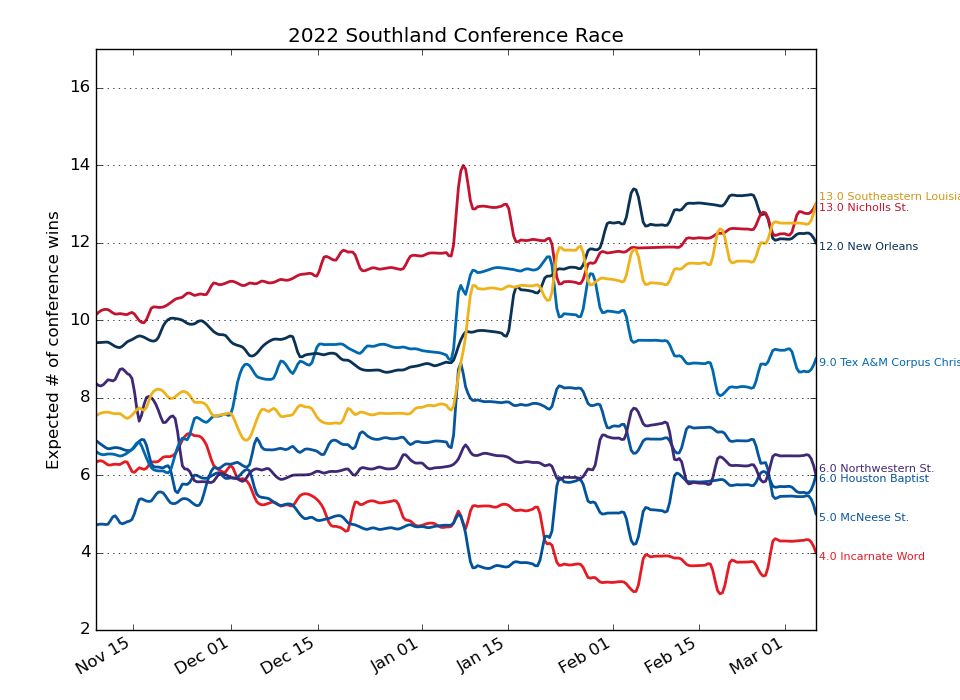 2022 Southland Conference Race
Expected # of conference wins
16
14
12
10
8
6
4
2
Nov 15
Dec 01
Dec 15
Jan 01
Jan 15
Feb 01
Feb 15
Mar 01
13.0 Southeastern Louisia
13.0 Nicholls St.
12.0 New Orleans
9.0 Tex A&M Corpus Chris
6.0 Northwestern St.
6.0 Houston Baptist
5.0 McNeese St.
4.0 Incarnate Word